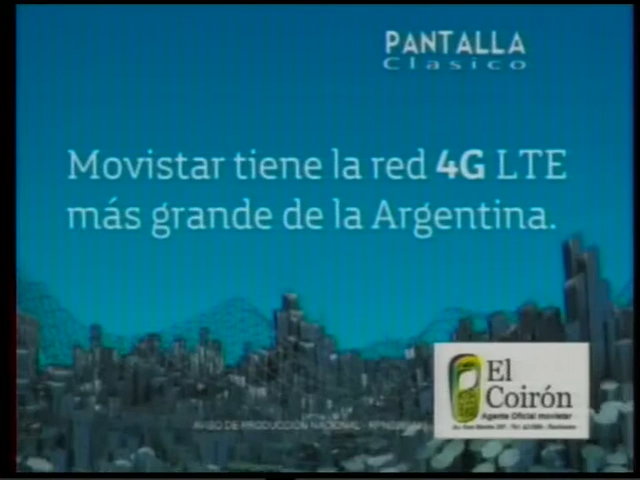 PANTALLA
Clasico
Movistar tiene la red 4G LTE
más grande de la Argentina.
El
Coirón
Agente Oficial movistar
AVISO DE PRODUCCION NACIONAL